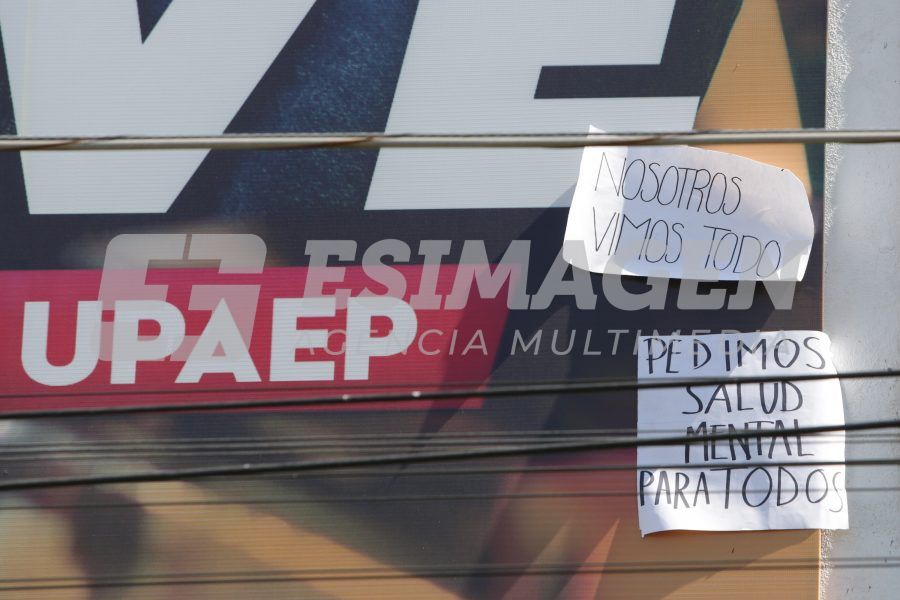 VE
NOSOTROS
VIMOS TODO
ESIMAGEN
AGENCIA MULTIMEDIA
UPAEP
PEDIMOS
SALUD
MENTAL
PARA TODOS